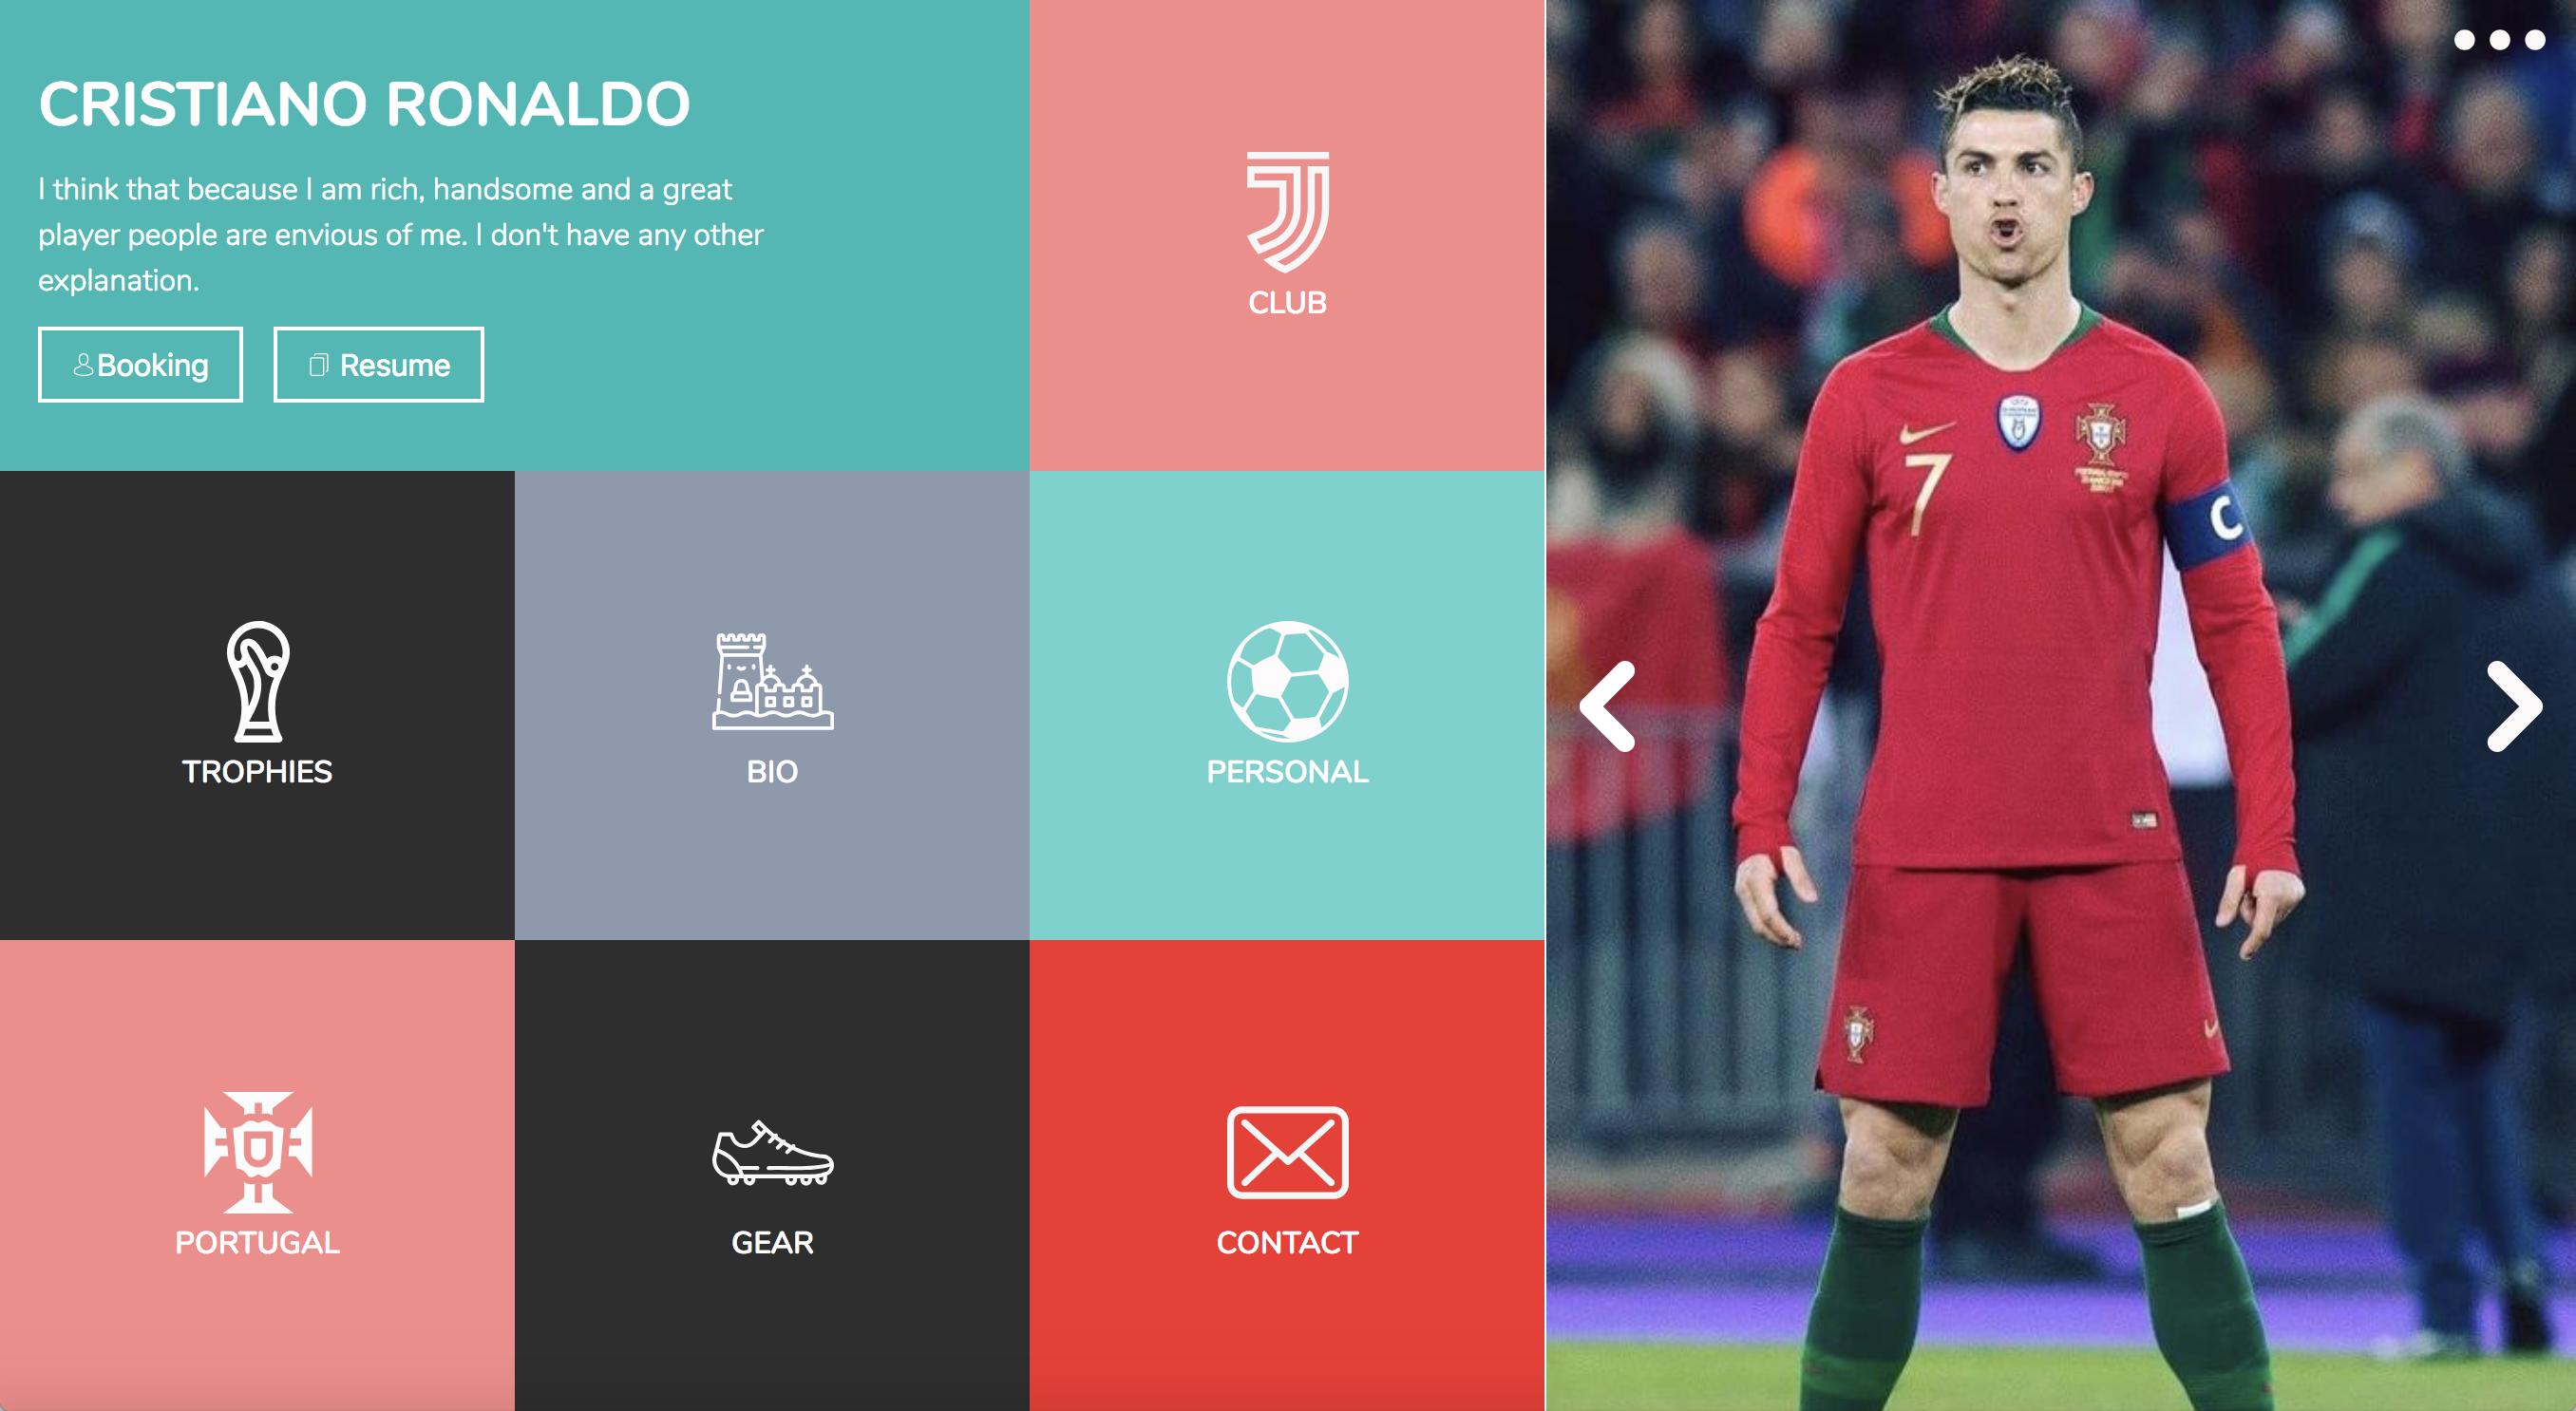 CRISTIANO RONALDO
I think that because I am rich, handsome and a great
player people are envious of me. I don't have any other
explanation.
Booking
Resume
CLUB
TROPHIES
BIO
PERSONAL
PORTUGAL
GEAR
CONTACT
7
C